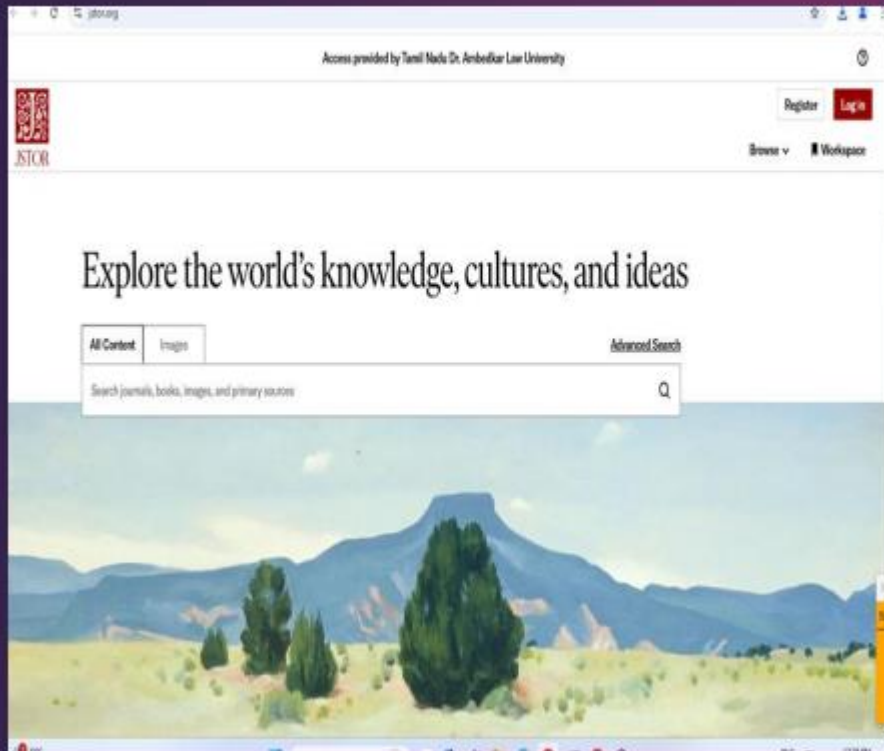 jstor.org
Access provided by Tamil Nadu Dr. Ambedkar Law University
Register Log in
JSTOR
Browse Workspace
Explore the world's knowledge, cultures, and ideas
All Content Images Advanced Search
Search journals, books, images, and primary sources